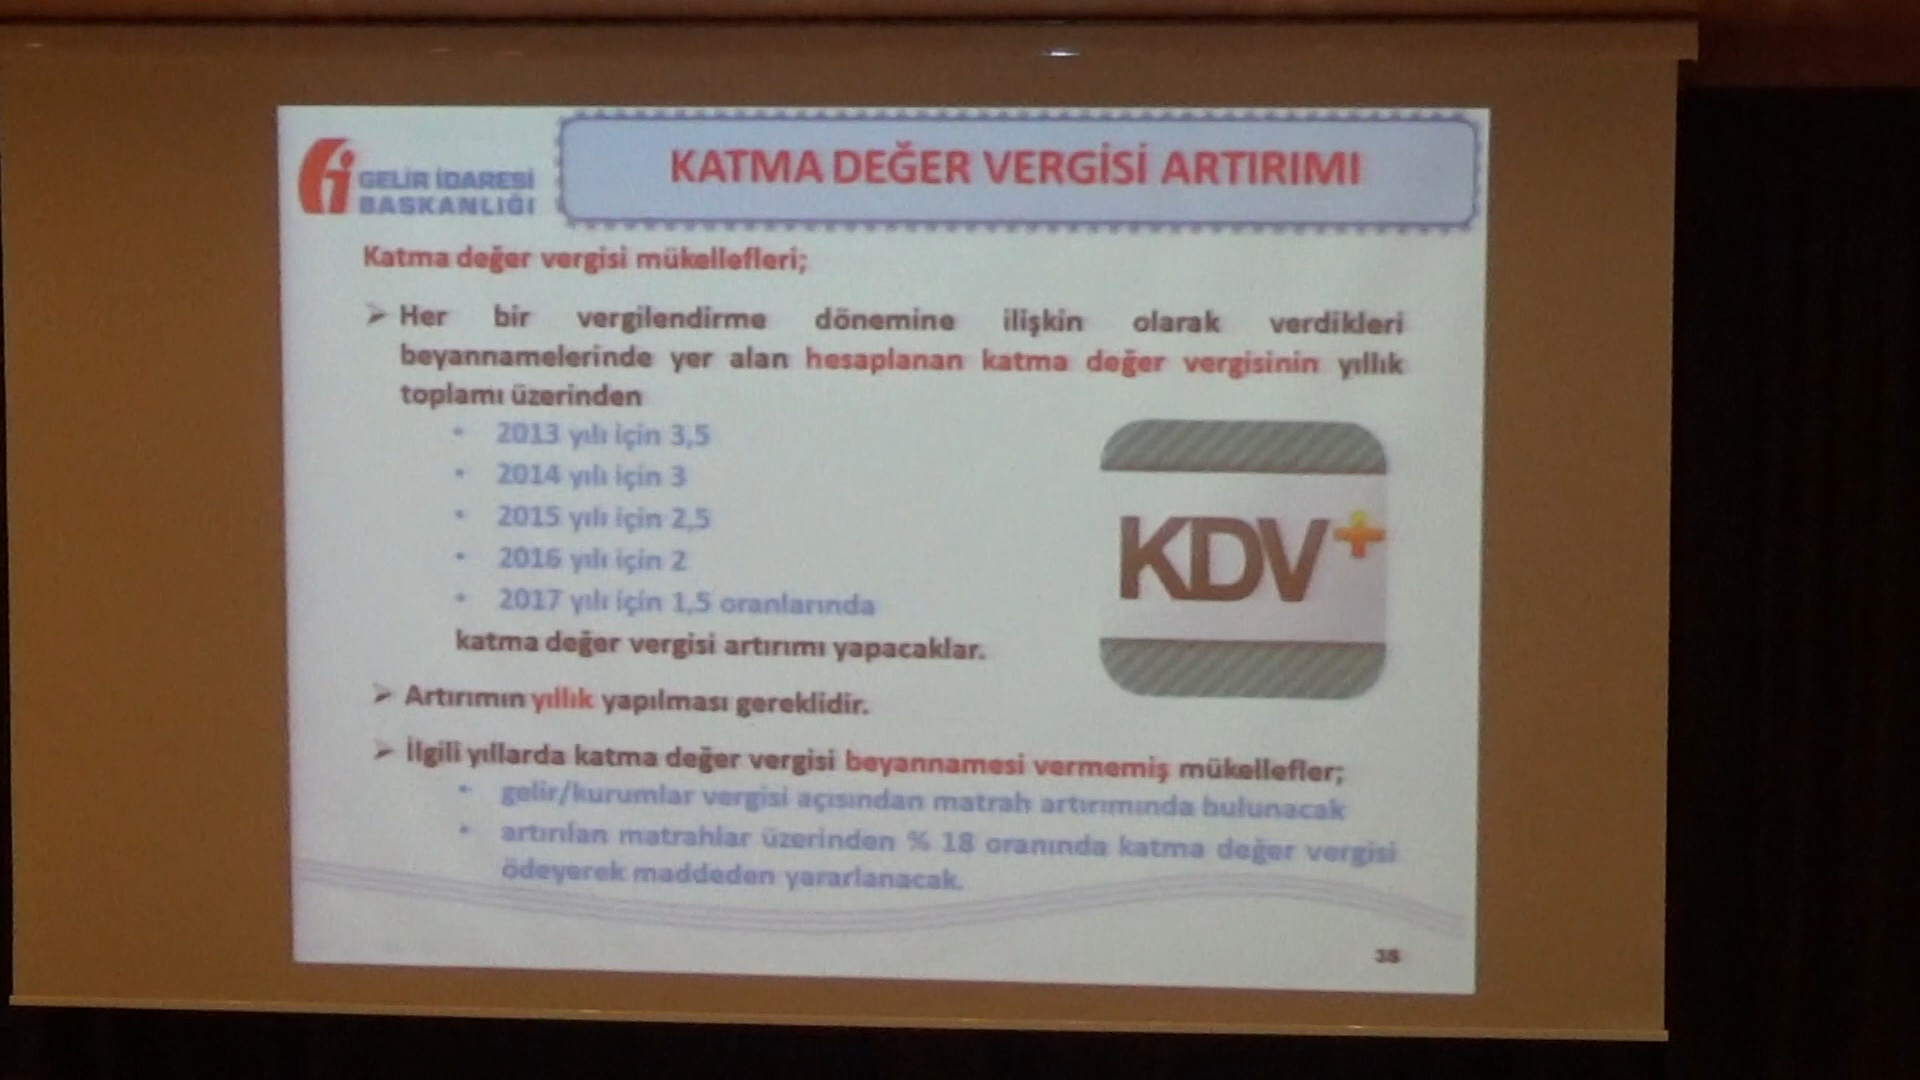 GELİR İDARESİ
BAŞKANLIĞI
KATMA DEĞER VERGİSİ ARTIRIMI
Katma değer vergisi mükellefleri;
➤ Her bir vergilendirme dönemine ilişkin olarak verdikleri
beyannamelerinde yer alan hesaplanan katma değer vergisinin yıllık
toplamı üzerinden
• 2013 yılı için 3,5
• 2014 yılı için 3
• 2015 yılı için 2,5
• 2016 yılı için 2
• 2017 yılı için 1,5 oranlarında
katma değer vergisi artırımı yapacaklar.
KDV+
➤ Artırımın yıllık yapılması gereklidir.
➤ İlgili yıllarda katma değer vergisi beyannamesi vermemiş mükellefler;
• gelir/kurumlar vergisi açısından matrah artırımında bulunacak
• artırılan matrahlar üzerinden % 18 oranında katma değer vergisi
ödeyerek maddeden yararlanacak.